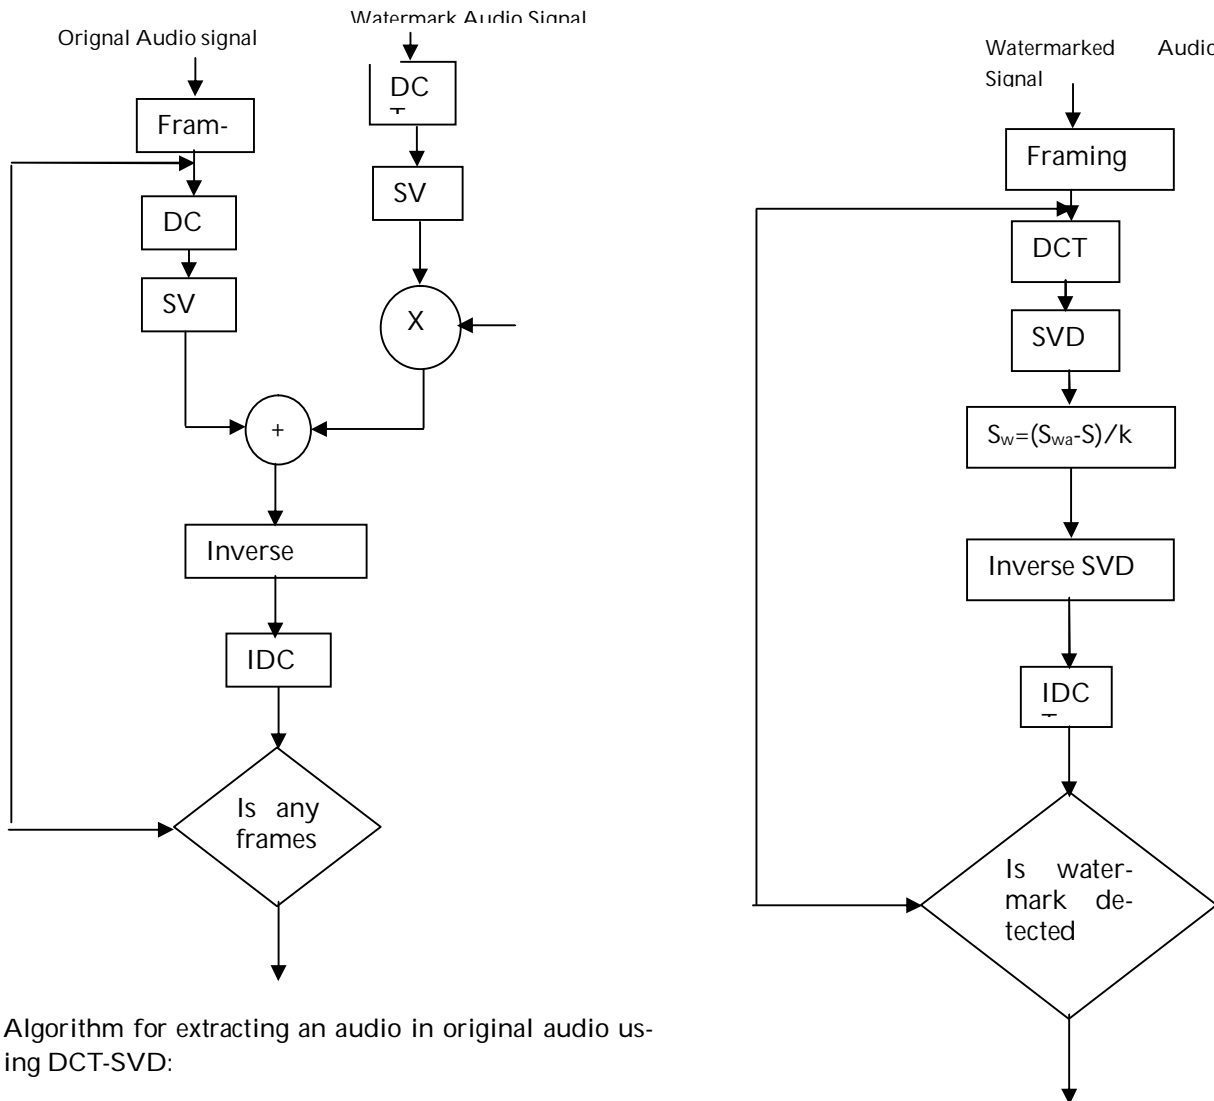 Orignal Audio signal
Fram-
DC
SV
Watermark Audio Signal
DC
SV
X
+
Inverse
IDC
Is any
frames
Algorithm for extracting an audio in original audio us-
ing DCT-SVD:
Watermarked Audio
Signal
Framing
DCT
SVD
Sw=(Swa-S)/k
Inverse SVD
IDC
Is water-
mark de-
tected